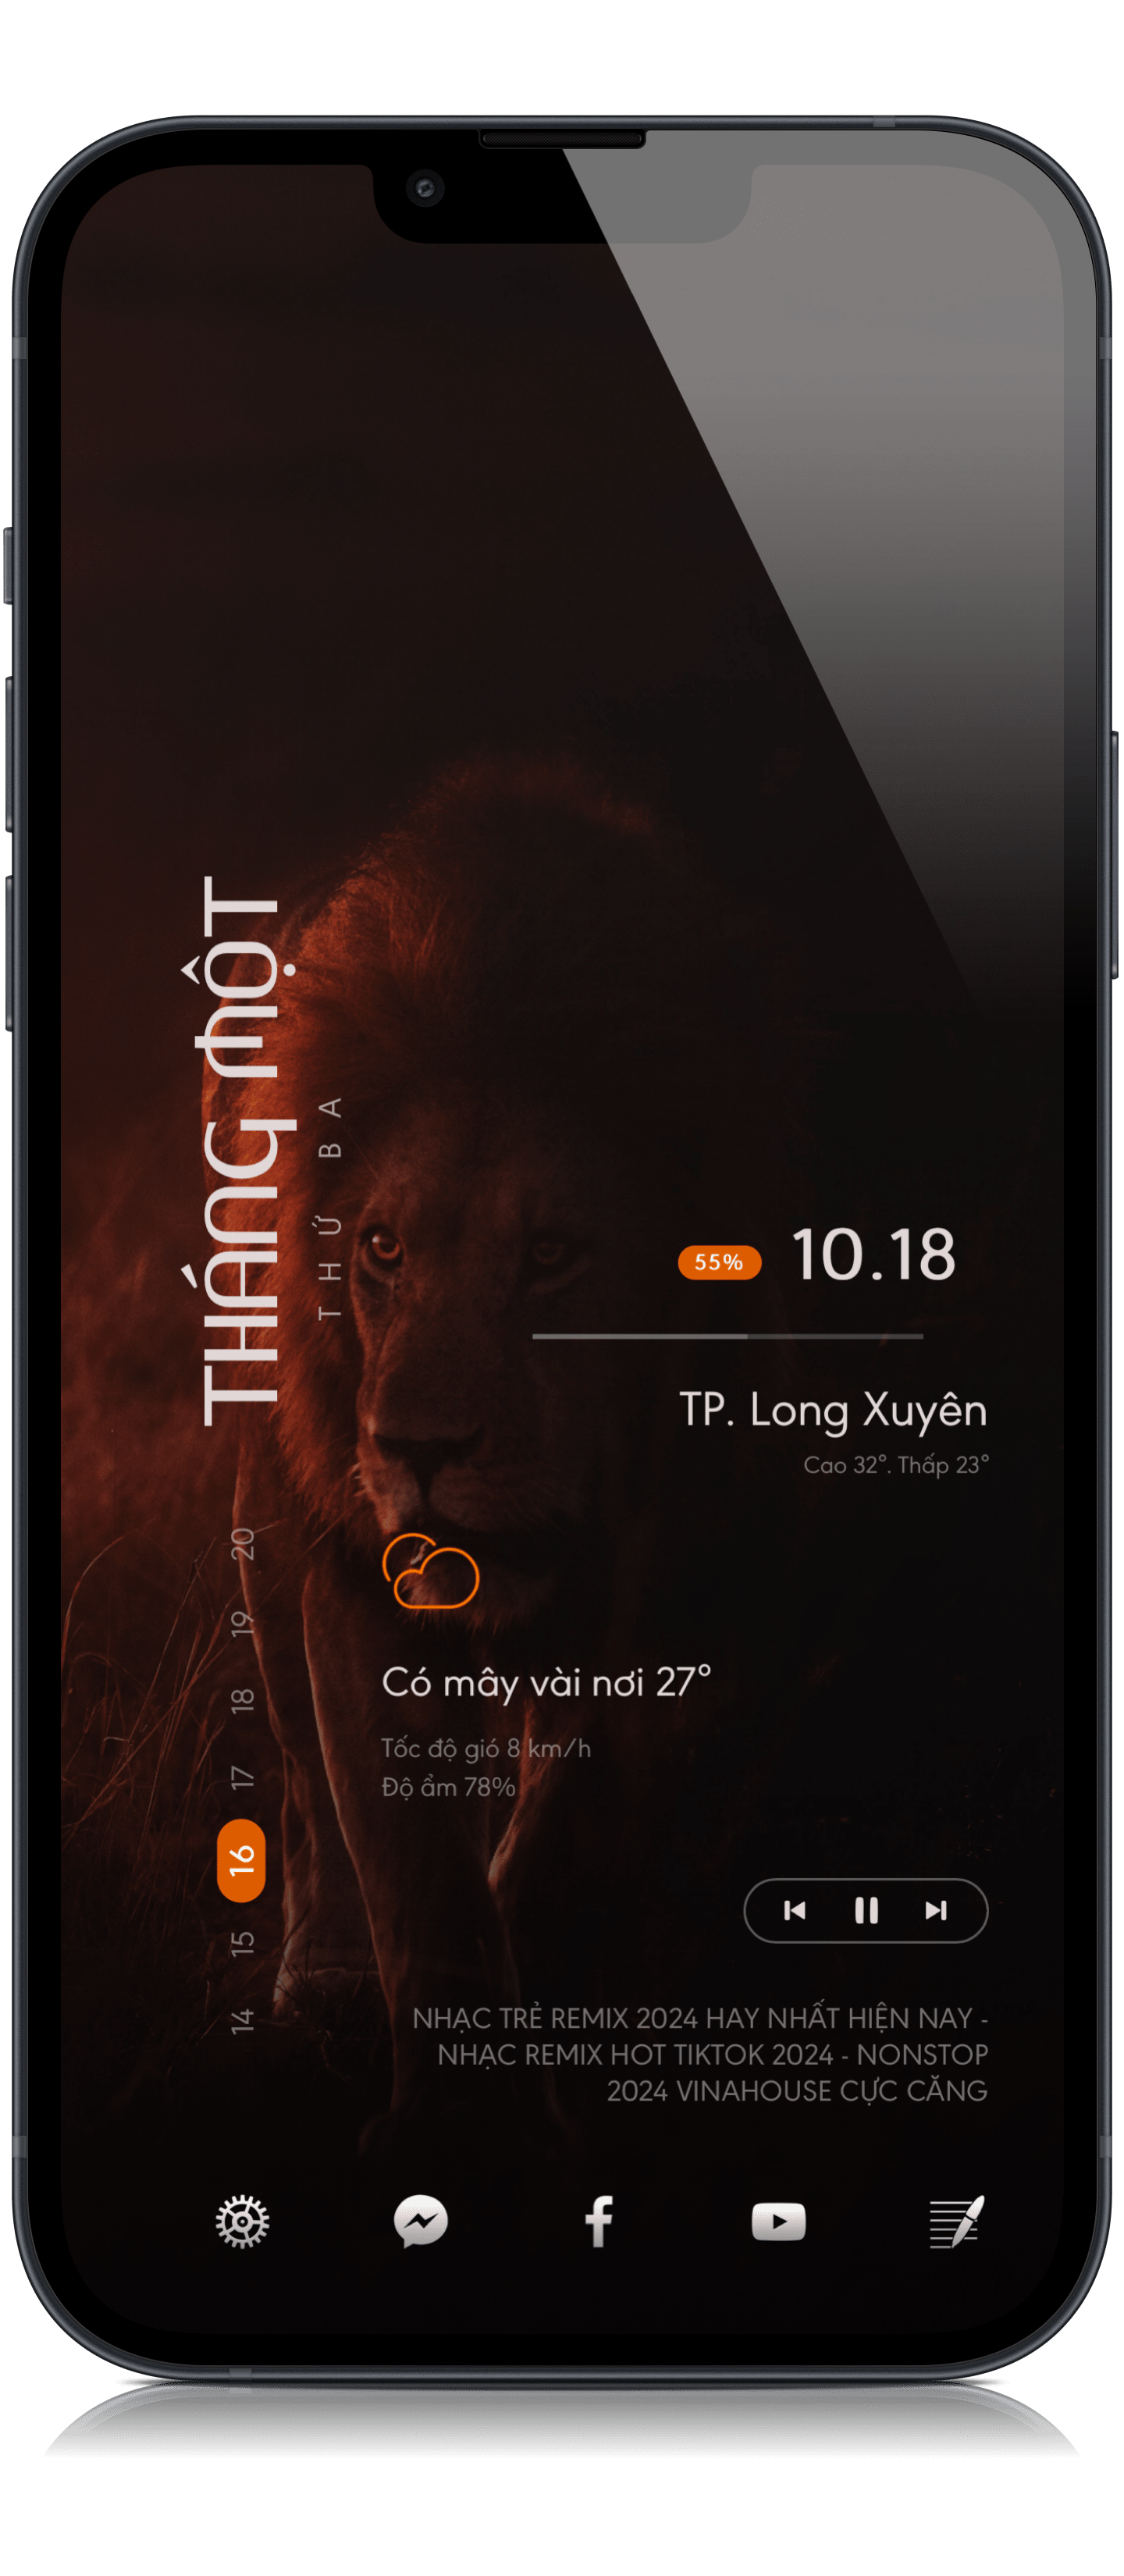 THÁNG MỘT
THỨ BA
14 15 16 17 18 19 20
55% 10.18
TP. Long Xuyên
Cao 32°. Thấp 23°
Có mây vài nơi 27°
Tốc độ gió 8 km/h
Độ ẩm 78%
NHẠC TRẺ REMIX 2024 HAY NHẤT HIỆN NAY -
NHẠC REMIX HOT TIKTOK 2024 - NONSTOP
2024 VINAHOUSE CỰC CĂNG